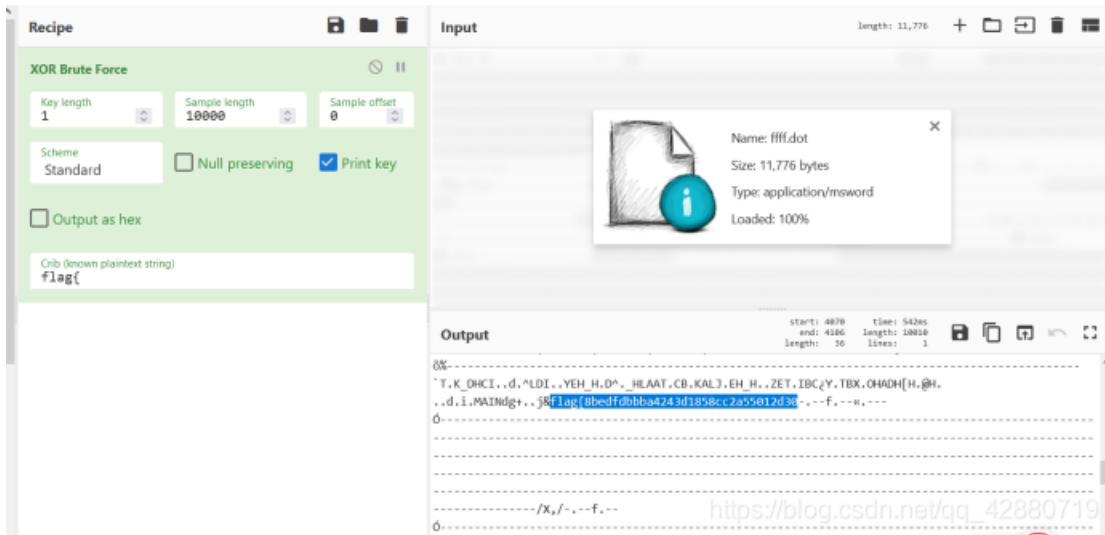 Recipe
XOR Brute Force
Key length
1
Sample length
10000
Sample offset
0
Scheme
Standard
Null preserving
Print key
Output as hex
Crib (known plaintext string)
flag{
Input
length: 11,776
Name: ffff.dot
Size: 11,776 bytes
Type: application/msword
Loaded: 100%
Output
start: 4070
end: 4106
length: 36
time: 542ms
length: 10010
lines: 1
`T.K_DHCI..d.^LDI..YEH_H.D^._HLAAT.CB.KALJ.EH_H..ZET.IBC¿Y.TBX.OHADH[H.@H.
..d.i.MAINdg+..j&flag{8bedfdbbba4243d1858cc2a55012d30-.--f.--«.---
--------------/X,/-.--f.--
https://blog.csdn.net/qq_42880719